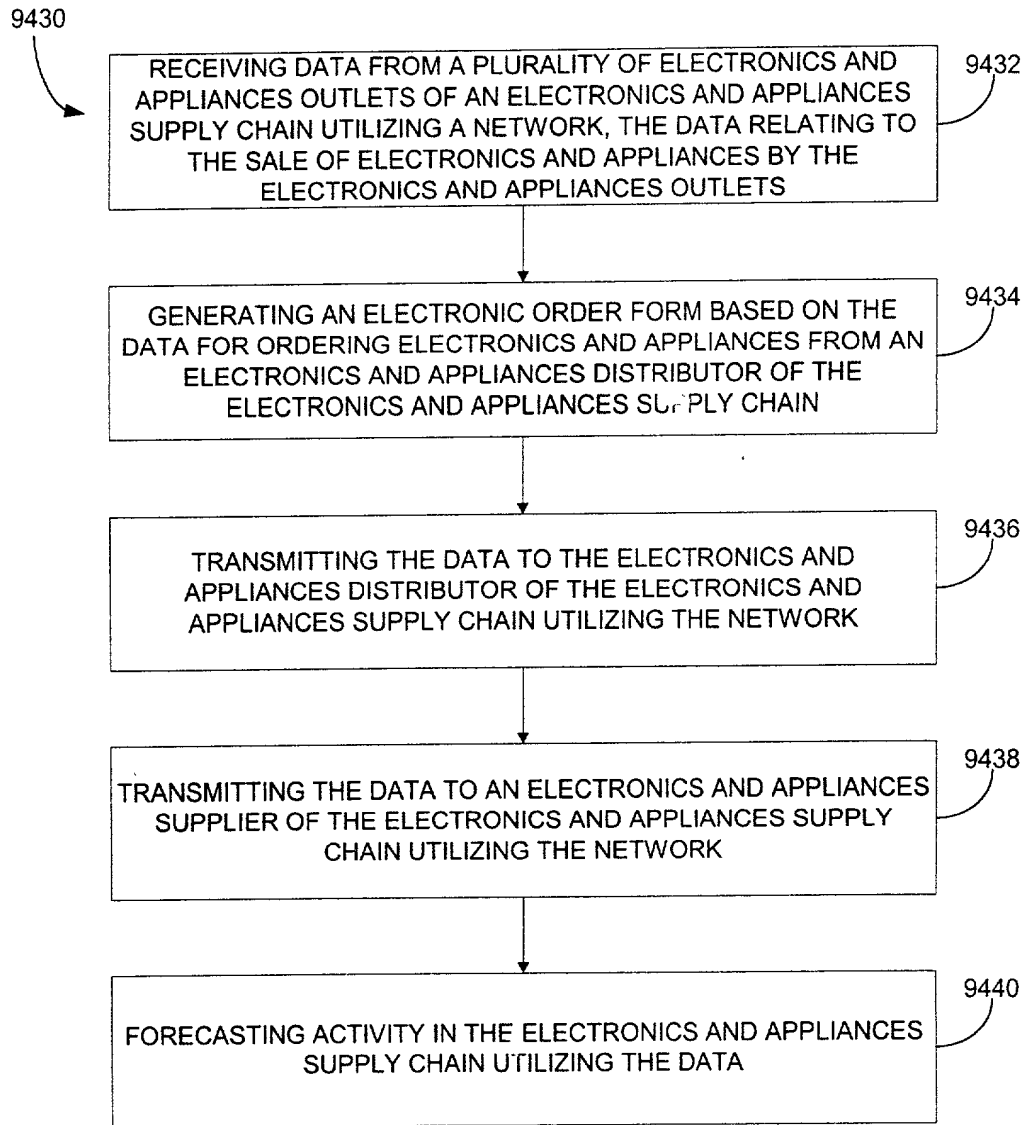 9430
RECEIVING DATA FROM A PLURALITY OF ELECTRONICS AND
APPLIANCES OUTLETS OF AN ELECTRONICS AND APPLIANCES
SUPPLY CHAIN UTILIZING A NETWORK, THE DATA RELATING TO
THE SALE OF ELECTRONICS AND APPLIANCES BY THE
ELECTRONICS AND APPLIANCES OUTLETS
9432
GENERATING AN ELECTRONIC ORDER FORM BASED ON THE
DATA FOR ORDERING ELECTRONICS AND APPLIANCES FROM AN
ELECTRONICS AND APPLIANCES DISTRIBUTOR OF THE
ELECTRONICS AND APPLIANCES SUPPLY CHAIN
9434
TRANSMITTING THE DATA TO THE ELECTRONICS AND
APPLIANCES DISTRIBUTOR OF THE ELECTRONICS AND
APPLIANCES SUPPLY CHAIN UTILIZING THE NETWORK
9436
TRANSMITTING THE DATA TO AN ELECTRONICS AND APPLIANCES
SUPPLIER OF THE ELECTRONICS AND APPLIANCES SUPPLY
CHAIN UTILIZING THE NETWORK
9438
FORECASTING ACTIVITY IN THE ELECTRONICS AND APPLIANCES
SUPPLY CHAIN UTILIZING THE DATA
9440